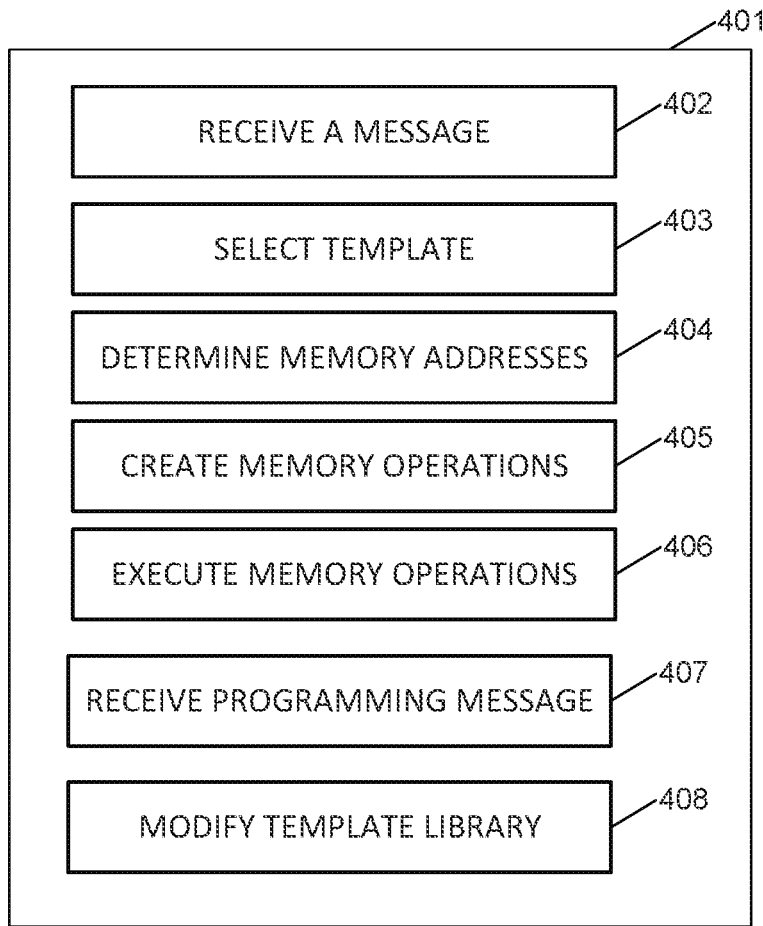 401
RECEIVE A MESSAGE
402
SELECT TEMPLATE
403
DETERMINE MEMORY ADDRESSES
404
CREATE MEMORY OPERATIONS
405
EXECUTE MEMORY OPERATIONS
406
RECEIVE PROGRAMMING MESSAGE
407
MODIFY TEMPLATE LIBRARY
408